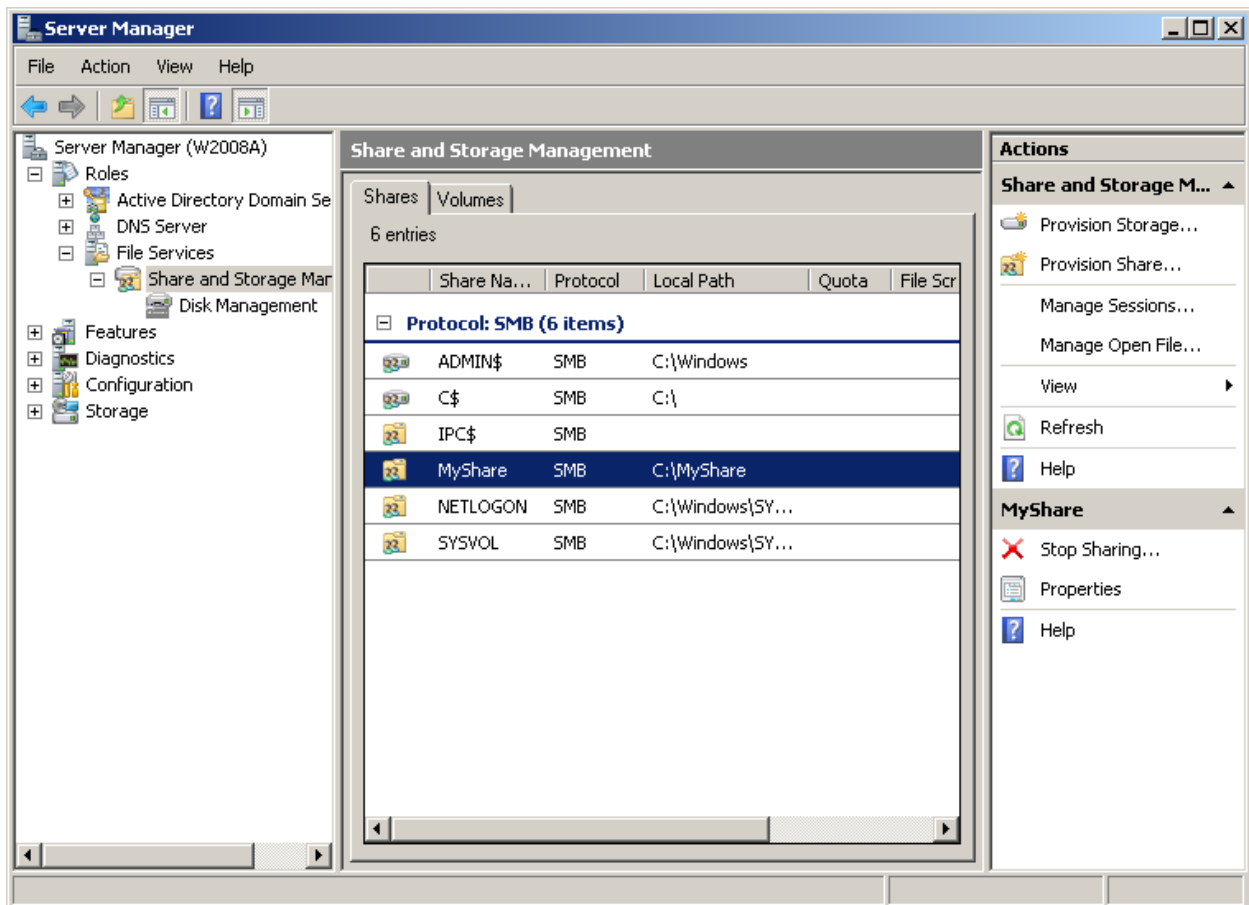 Server Manager
File Action View Help
Server Manager (W2008A)
Roles
Active Directory Domain Se
DNS Server
File Services
Share and Storage Mar
Disk Management
Features
Diagnostics
Configuration
Storage
Share and Storage Management
Shares Volumes
6 entries
Share Na... Protocol Local Path Quota File Scr
Protocol: SMB (6 items)
ADMIN$ SMB C:\Windows
C$ SMB C:\
IPC$ SMB
MyShare SMB C:\MyShare
NETLOGON SMB C:\Windows\SY...
SYSVOL SMB C:\Windows\SY...
Actions
Share and Storage M...
Provision Storage...
Provision Share...
Manage Sessions...
Manage Open File...
View
Refresh
Help
MyShare
Stop Sharing...
Properties
Help